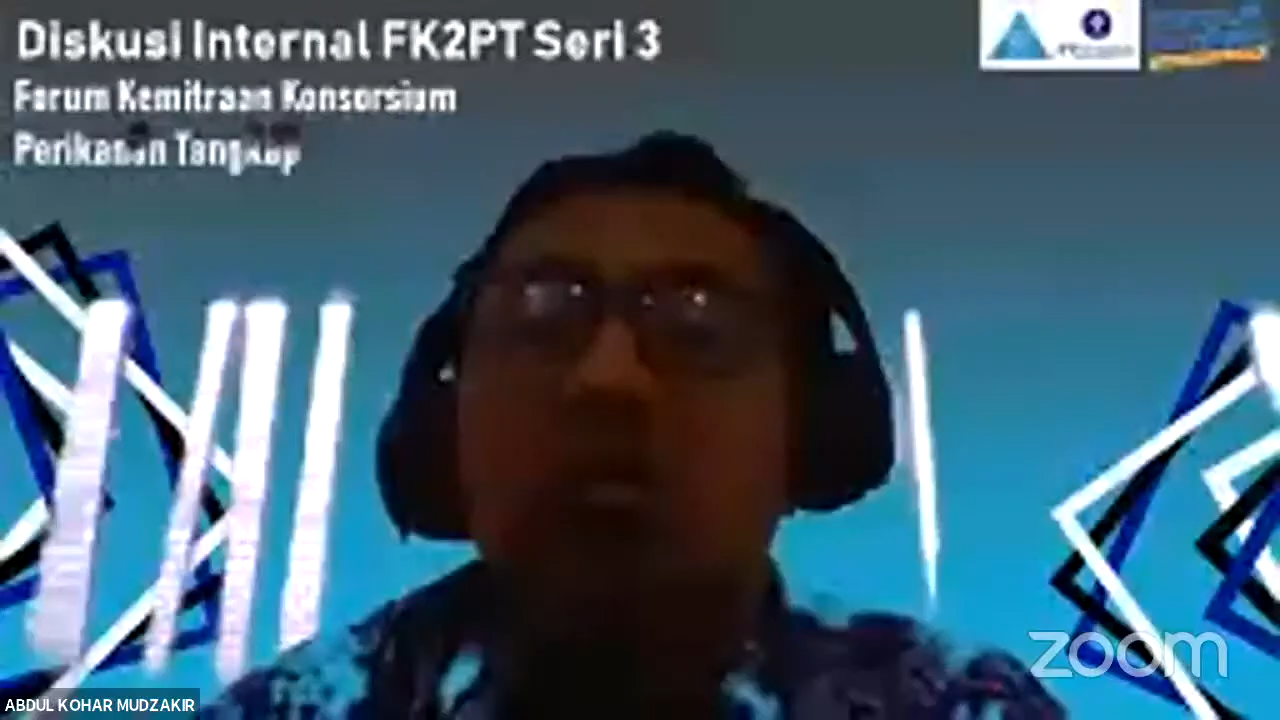 Diskusi Internal FK2PT Seri 3
Forum Kemitraan Konsorsium
Perikanan Tangkap
zoom
ABDUL KOHAR MUDZAKIR